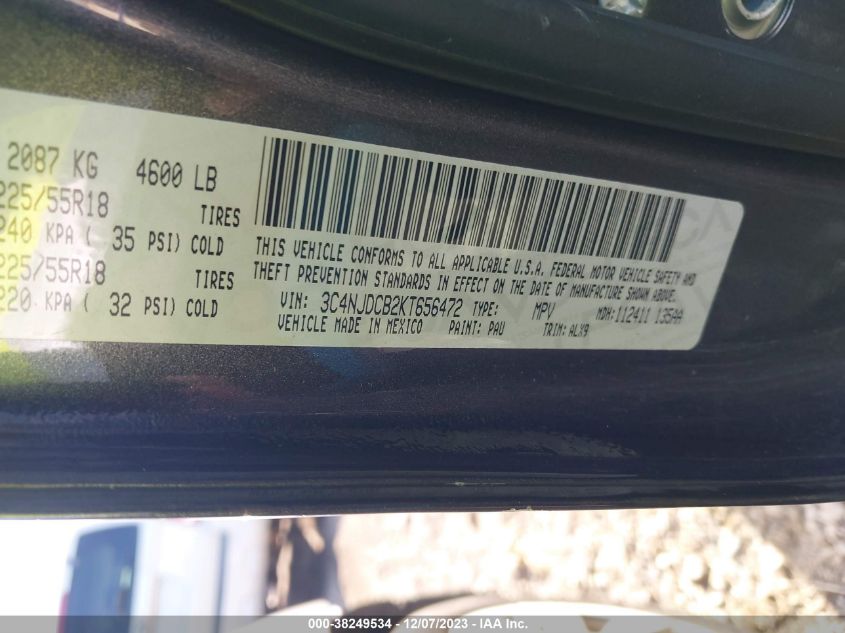 2087 KG 4600 LB
225/55R18 TIRES
240 KPA ( 35 PSI) COLD
225/55R18 TIRES
220 KPA ( 32 PSI) COLD
THIS VEHICLE CONFORMS TO ALL APPLICABLE U.S.A. FEDERAL MOTOR VEHICLE SAFETY AND
THEFT PREVENTION STANDARDS IN EFFECT ON THE DATE OF MANUFACTURE SHOWN ABOVE.
VIN: 3C4NJDCB2KT656472 TYPE: MPV MDH:112411 135AA
VEHICLE MADE IN MEXICO PAINT: PAU TRIM: ALX9
000-38249534 - 12/07/2023 - IAA Inc.